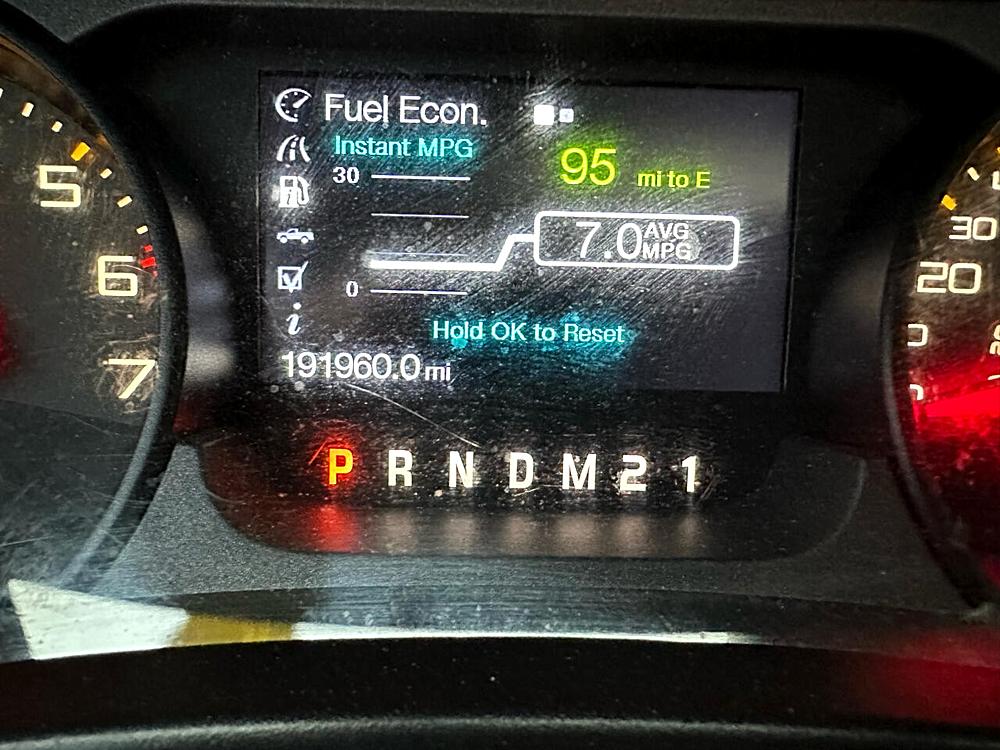 Fuel Econ.
Instant MPG
30
95 mi to E
7.0 AVG MPG
0
Hold OK to Reset
191960.0 mi
P R N D M 2 1
5
6
7
30
20